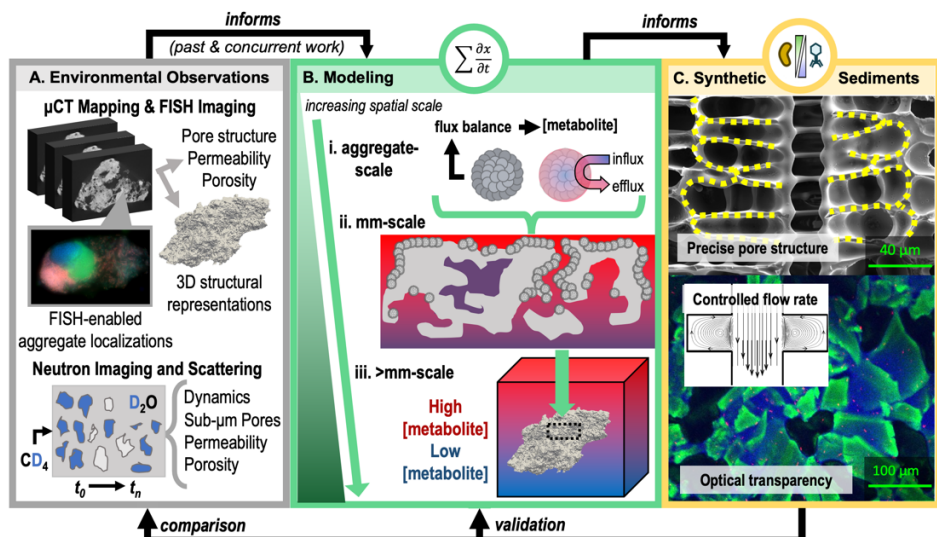 informs
(past & concurrent work)
informs
A. Environmental Observations
µCT Mapping & FISH Imaging
Pore structure
Permeability
Porosity
3D structural
representations
FISH-enabled
aggregate localizations
Neutron Imaging and Scattering
D₂O
CD₄
t₀ → tₙ
Dynamics
Sub-µm Pores
Permeability
Porosity
∑ ∂x/∂t
B. Modeling
increasing spatial scale
flux balance → [metabolite]
i. aggregate-
scale
influx
efflux
ii. mm-scale
iii. >mm-scale
High
[metabolite]
Low
[metabolite]
C. Synthetic Sediments
Precise pore structure
40 µm
Controlled flow rate
100 µm
Optical transparency
comparison
validation